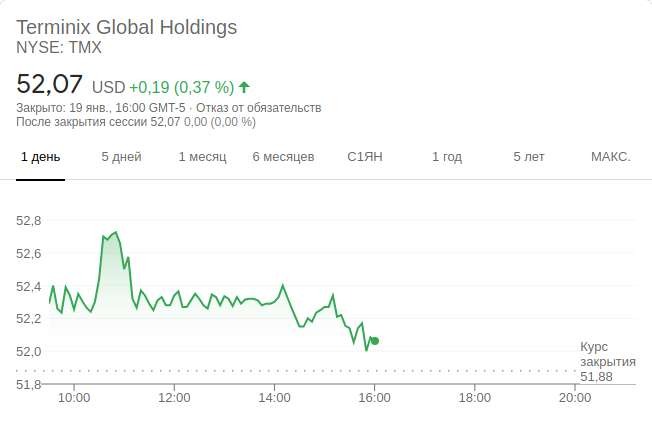 Terminix Global Holdings
NYSE: TMX
52,07 USD +0,19 (0,37 %)
Закрыто: 19 янв., 16:00 GMT-5 · Отказ от обязательств
После закрытия сессии 52,07 0,00 (0,00 %)
1 день 5 дней 1 месяц 6 месяцев С1ЯН 1 год 5 лет МАКС.
52,8
52,6
52,4
52,2
52,0
51,8
Курс
закрытия
51,88
10:00 12:00 14:00 16:00 18:00 20:00